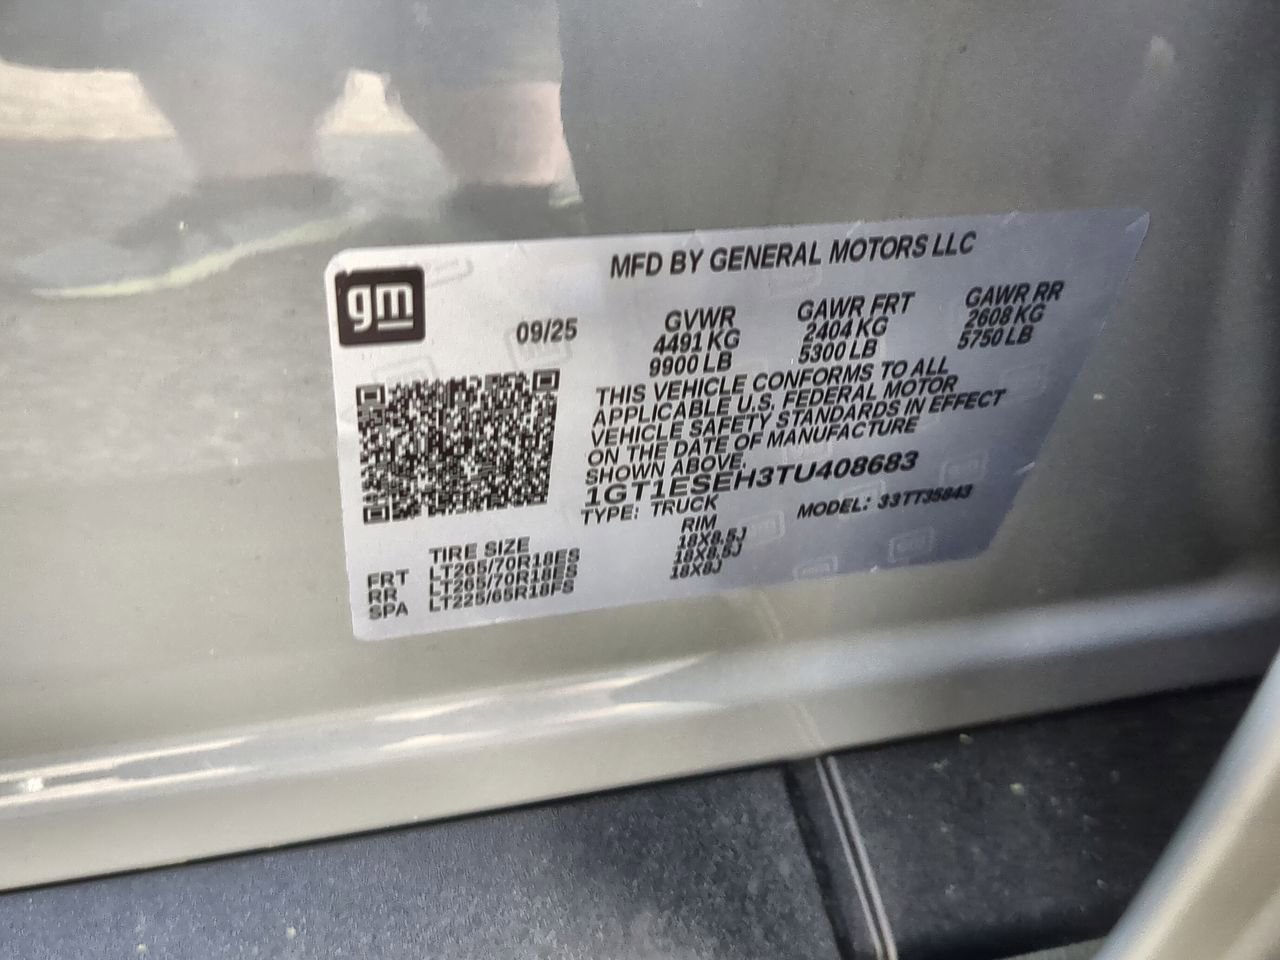 gm
MFD BY GENERAL MOTORS LLC
09/25
GVWR GAWR FRT GAWR RR
4491 KG 2404 KG 2608 KG
9900 LB 5300 LB 5750 LB
THIS VEHICLE CONFORMS TO ALL
APPLICABLE U.S. FEDERAL MOTOR
VEHICLE SAFETY STANDARDS IN EFFECT
ON THE DATE OF MANUFACTURE
SHOWN ABOVE.
1GT1ESEH3TU408683
TYPE: TRUCK MODEL: 33TT35843
TIRE SIZE RIM
FRT LT265/70R18ES 18X8.5J
RR LT265/70R18ES 18X8.5J
SPA LT225/65R18FS 18X8J